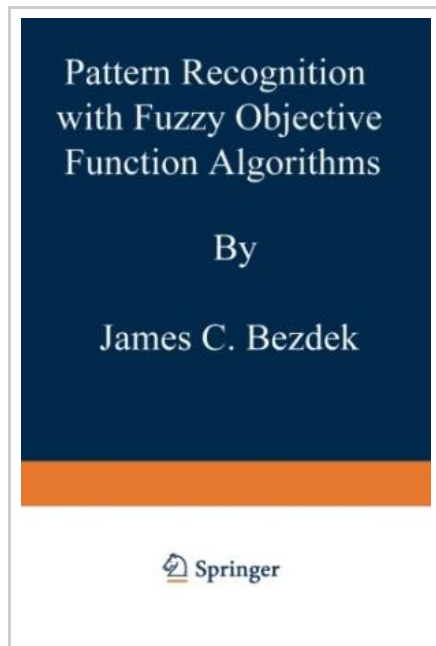 Pattern Recognition
with Fuzzy Objective
Function Algorithms
By
James C. Bezdek
Springer